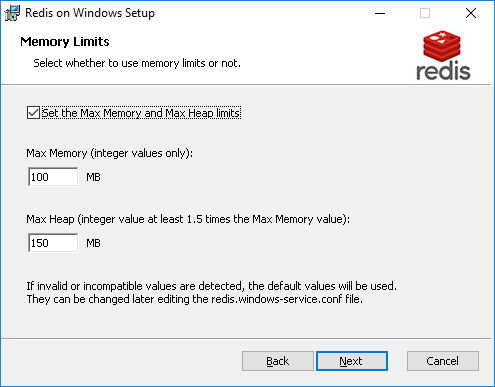 Redis on Windows Setup
Memory Limits
Select whether to use memory limits or not.
redis
Set the Max Memory and Max Heap limits
Max Memory (integer values only):
100 MB
Max Heap (integer value at least 1.5 times the Max Memory value):
150 MB
If invalid or incompatible values are detected, the default values will be used.
They can be changed later editing the redis.windows-service.conf file.
Back Next Cancel